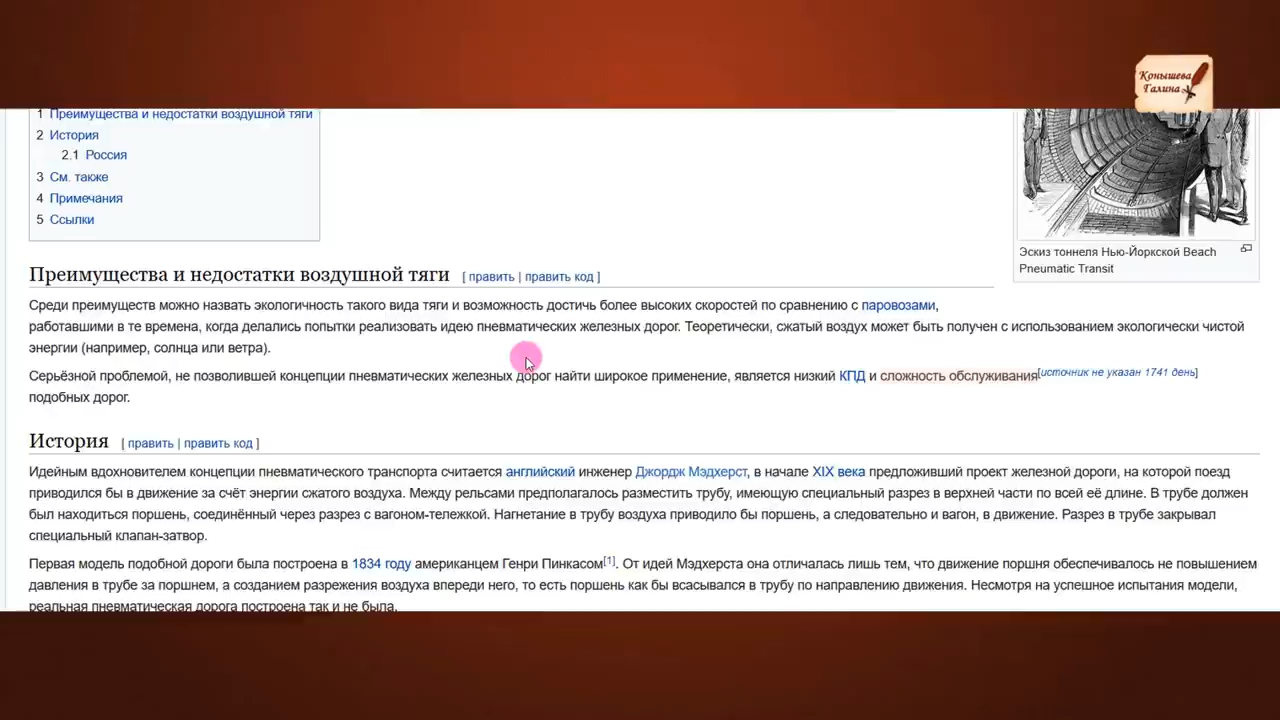 Конышева
Галина
1 Преимущества и недостатки воздушной тяги
2 История
2.1 Россия
3 См. также
4 Примечания
5 Ссылки
Эскиз тоннеля Нью-Йоркской Beach
Pneumatic Transit
Преимущества и недостатки воздушной тяги [ править | править код ]
Среди преимуществ можно назвать экологичность такого вида тяги и возможность достичь более высоких скоростей по сравнению с паровозами,
работавшими в те времена, когда делались попытки реализовать идею пневматических железных дорог. Теоретически, сжатый воздух может быть получен с использованием экологически чистой
энергии (например, солнца или ветра).
Серьёзной проблемой, не позволившей концепции пневматических железных дорог найти широкое применение, является низкий КПД и сложность обслуживания[источник не указан 1741 день]
подобных дорог.
История [ править | править код ]
Идейным вдохновителем концепции пневматического транспорта считается английский инженер Джордж Мэдхерст, в начале XIX века предложивший проект железной дороги, на которой поезд
приводился бы в движение за счёт энергии сжатого воздуха. Между рельсами предполагалось разместить трубу, имеющую специальный разрез в верхней части по всей её длине. В трубе должен
был находиться поршень, соединённый через разрез с вагоном-тележкой. Нагнетание в трубу воздуха приводило бы поршень, а следовательно и вагон, в движение. Разрез в трубе закрывал
специальный клапан-затвор.
Первая модель подобной дороги была построена в 1834 году американцем Генри Пинкасом[1]. От идей Мэдхерста она отличалась лишь тем, что движение поршня обеспечивалось не повышением
давления в трубе за поршнем, а созданием разрежения воздуха впереди него, то есть поршень как бы всасывался в трубу по направлению движения. Несмотря на успешное испытания модели,
реальная пневматическая дорога построена так и не была.